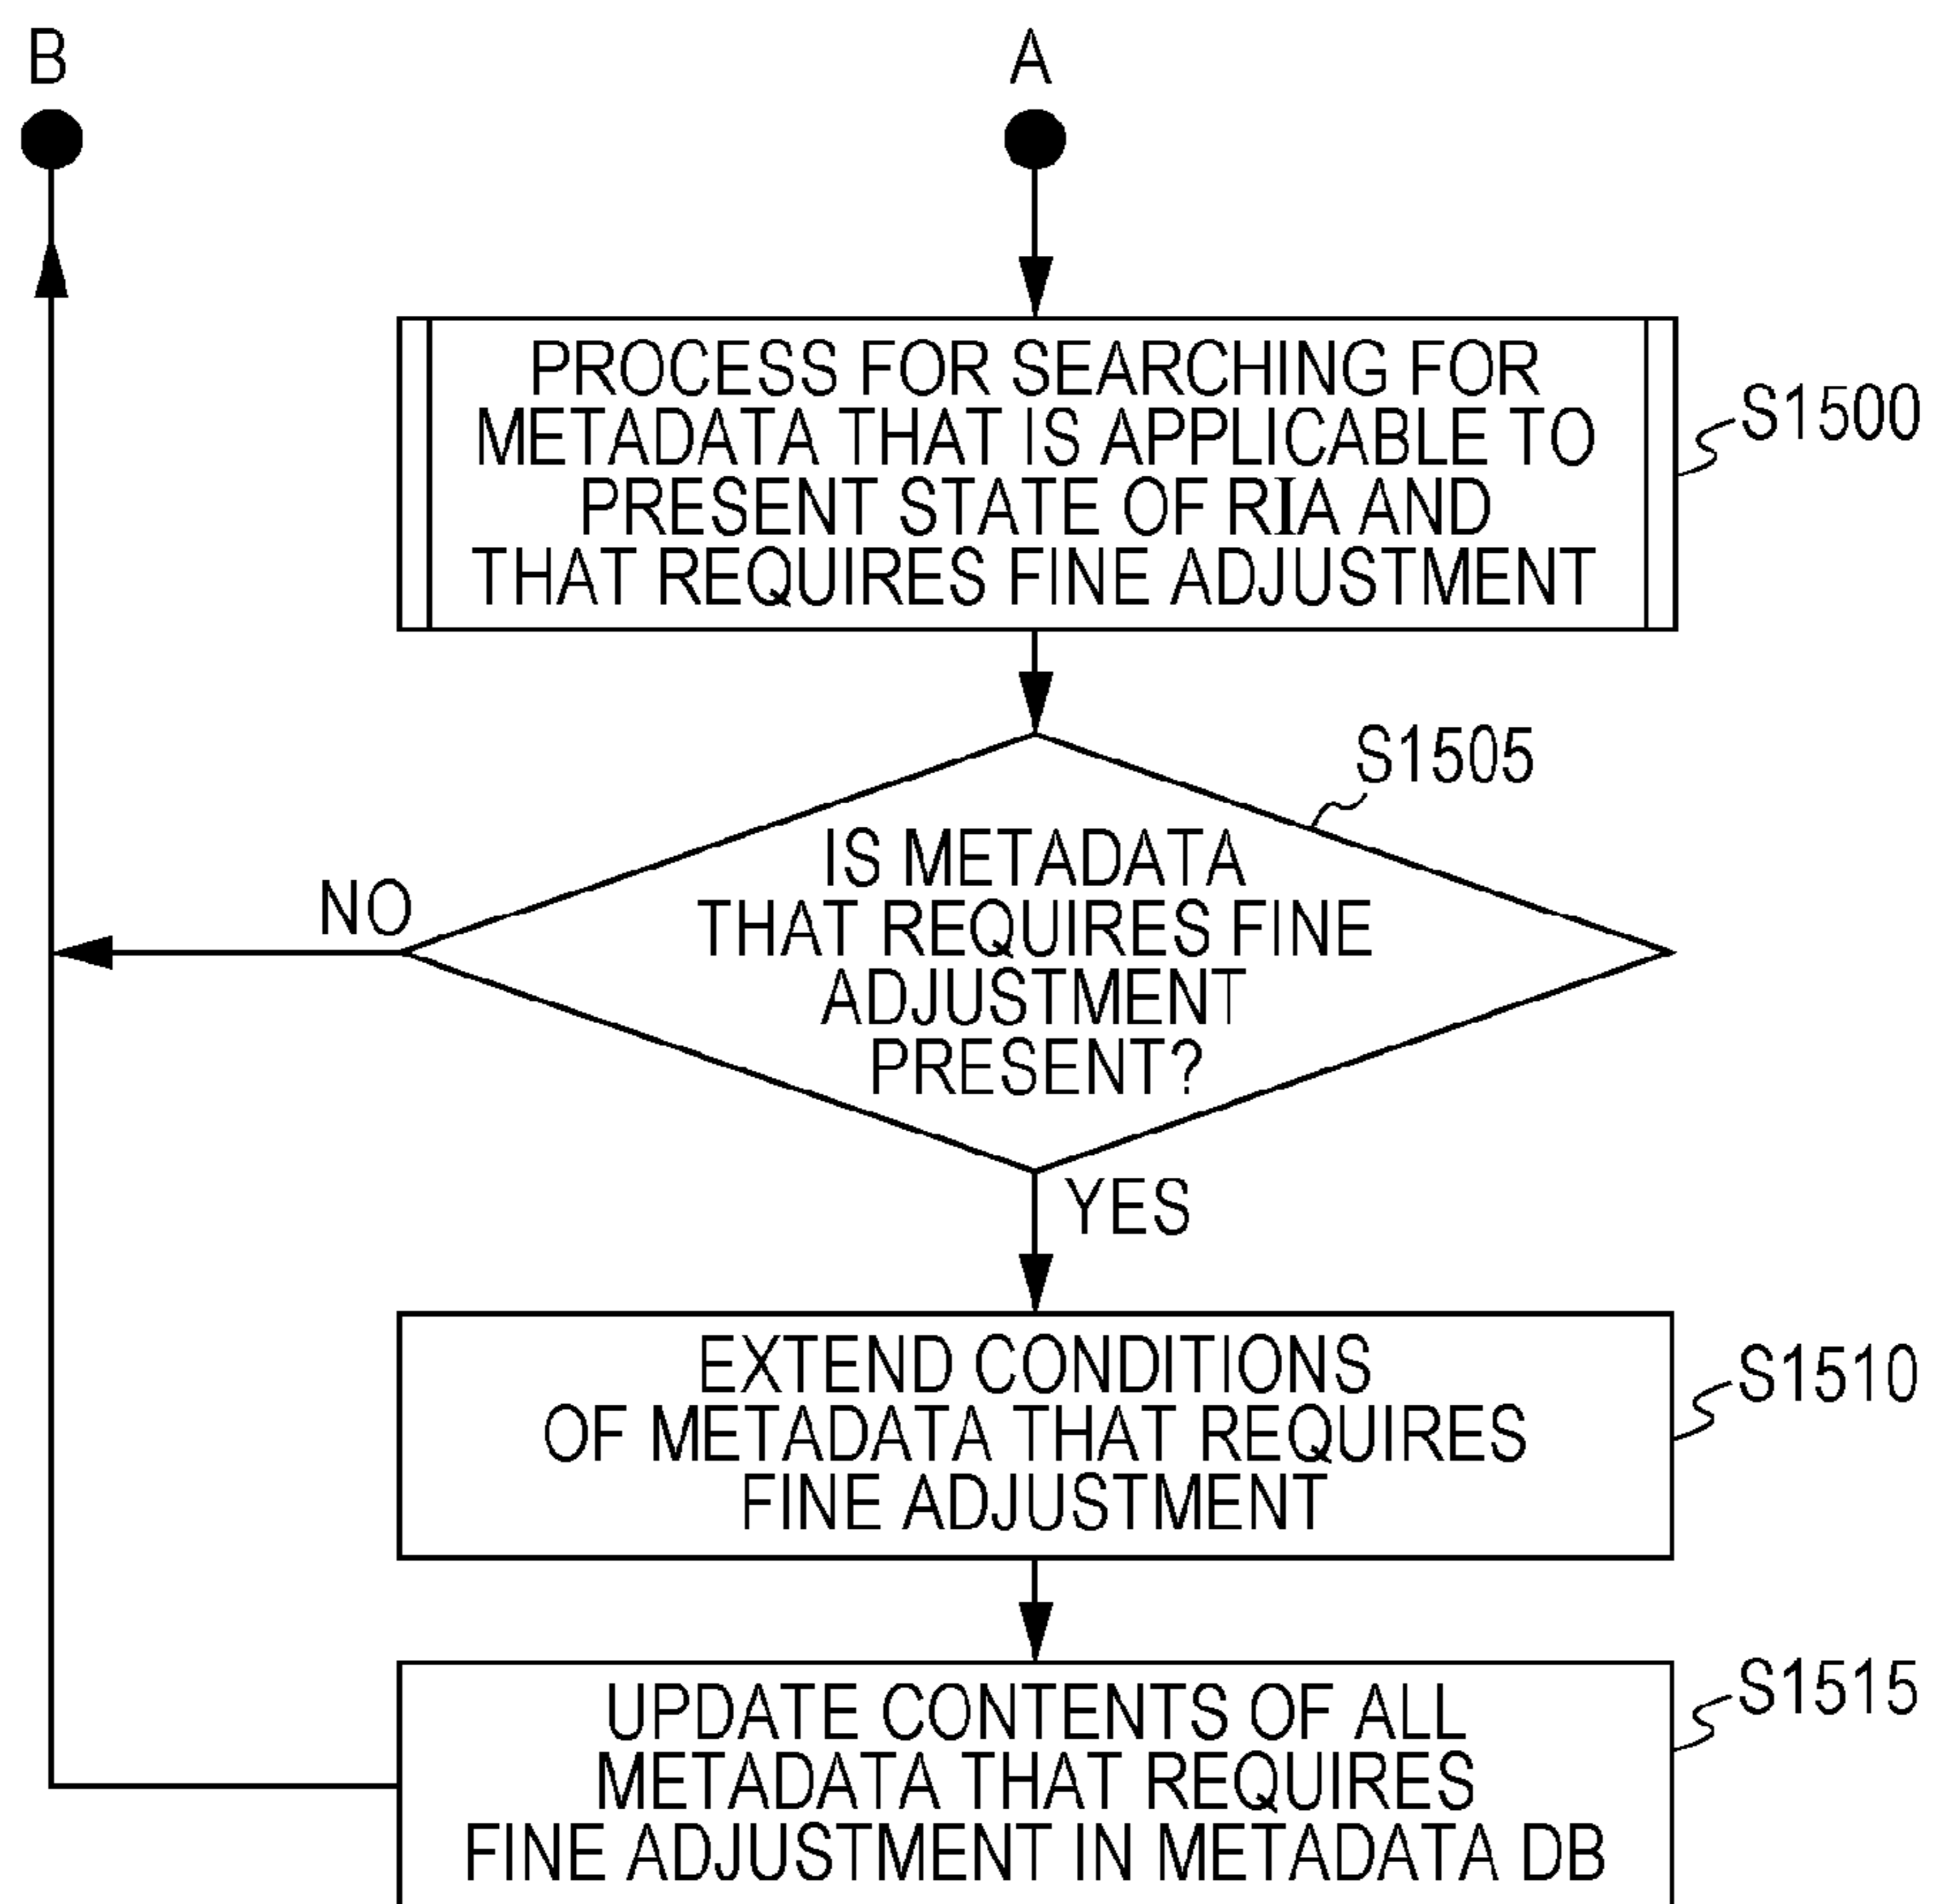 B
A
PROCESS FOR SEARCHING FOR
METADATA THAT IS APPLICABLE TO
PRESENT STATE OF RIA AND
THAT REQUIRES FINE ADJUSTMENT
S1500
S1505
IS METADATA
THAT REQUIRES FINE
ADJUSTMENT
PRESENT?
NO
YES
EXTEND CONDITIONS
OF METADATA THAT REQUIRES
FINE ADJUSTMENT
S1510
UPDATE CONTENTS OF ALL
METADATA THAT REQUIRES
FINE ADJUSTMENT IN METADATA DB
S1515